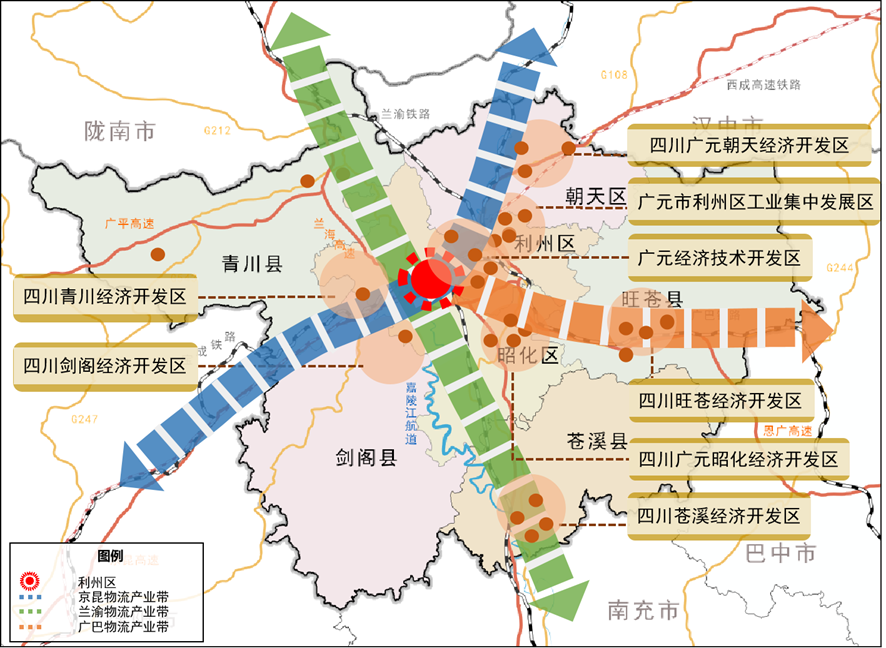 G108
西成高速铁路
兰渝铁路
陇南市
G212
汉中市
四川广元朝天经济开发区
朝天区
广元市利州区工业集中发展区
广平高速
兰海高速
利州区
广元经济技术开发区
青川县
G244
四川青川经济开发区
旺苍县
成
铁路
昭化区
四川剑阁经济开发区
嘉陵江航道
四川旺苍经济开发区
G247
恩广高速
苍溪县
剑阁县
四川广元昭化经济开发区
四川苍溪经济开发区
巴中市
南充市
图例
利州区
京昆物流产业带
兰渝物流产业带
广巴物流产业带